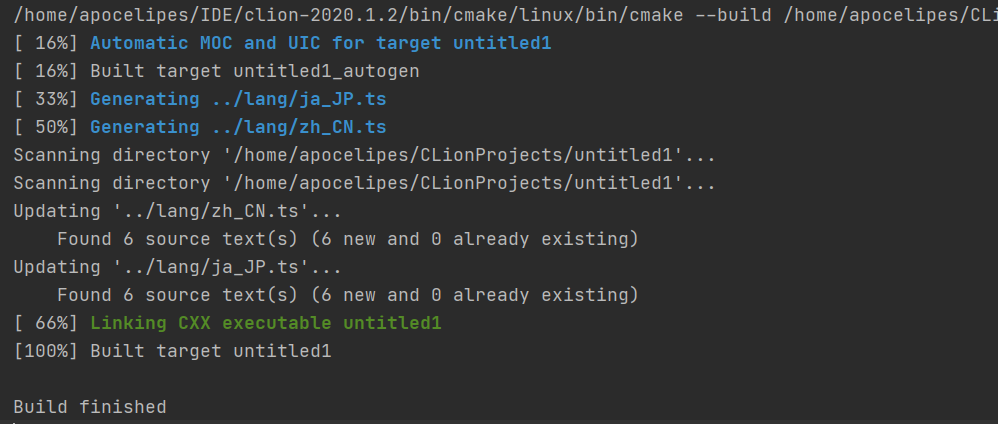 /home/apocelipes/IDE/clion-2020.1.2/bin/cmake/linux/bin/cmake --build /home/apocelipes/CLion
[ 16%] Automatic MOC and UIC for target untitled1
[ 16%] Built target untitled1_autogen
[ 33%] Generating ../lang/ja_JP.ts
[ 50%] Generating ../lang/zh_CN.ts
Scanning directory '/home/apocelipes/CLionProjects/untitled1'...
Scanning directory '/home/apocelipes/CLionProjects/untitled1'...
Updating '../lang/zh_CN.ts'...
    Found 6 source text(s) (6 new and 0 already existing)
Updating '../lang/ja_JP.ts'...
    Found 6 source text(s) (6 new and 0 already existing)
[ 66%] Linking CXX executable untitled1
[100%] Built target untitled1
Build finished